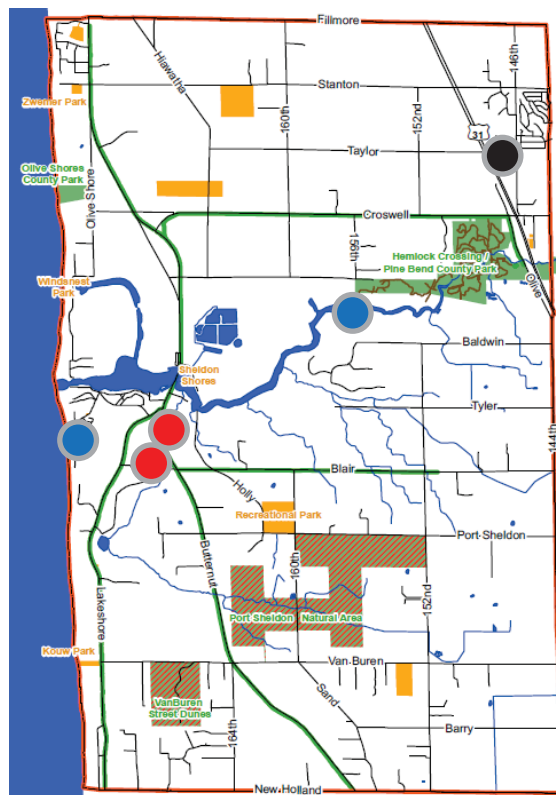 Fillmore
146th
Hiawatha
Stanton
Zwemer Park
160th
152nd
31
Taylor
Olive Shores
County Park
Olive Shore
Croswell
156th
Hemlock Crossing /
Pine Bend County Park
Windsnest
Park
Olive
Baldwin
Sheldon
Shores
Tyler
144th
Blair
Holly
Recreational Park
Port Sheldon
Butternut
160th
152nd
Lakeshore
Port Sheldon
Natural Area
Kouw Park
Van Buren
VanBuren
Street Dunes
Sand
164th
Barry
New Holland